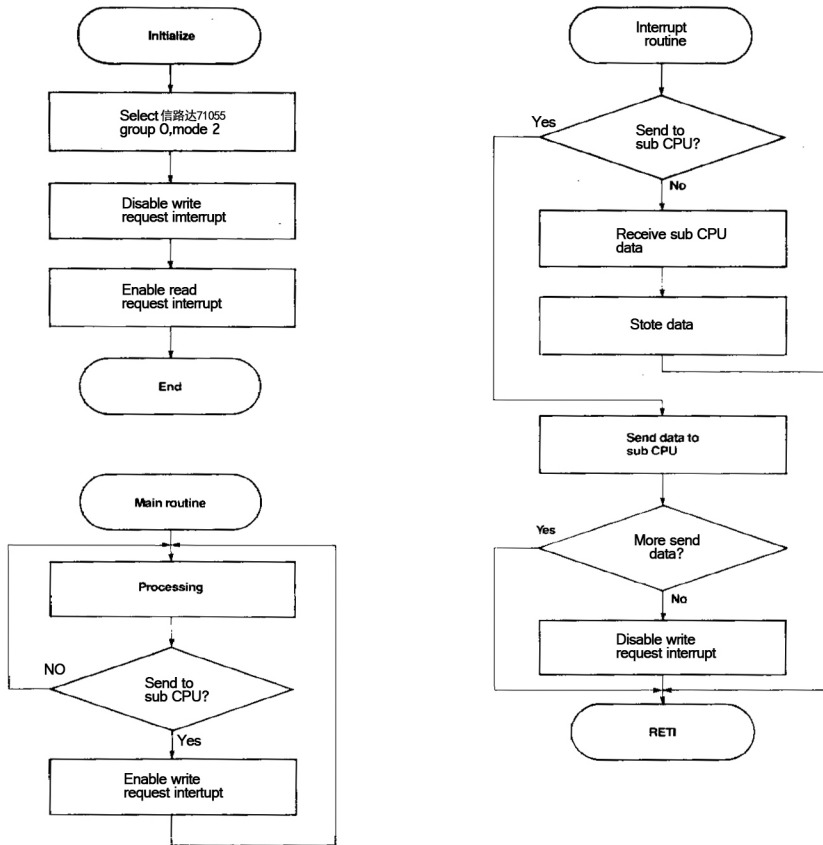 Initialize
Select 信路达71055
group 0,mode 2
Disable write
request imterrupt
Enable read
request interrupt
End
Main routine
Processing
NO
Send to
sub CPU?
Yes
Enable write
request intertupt
Interrupt
routine
Yes
Send to
sub CPU?
No
Receive sub CPU
data
Stote data
Send data to
sub CPU
Yes
More send
data?
No
Disable write
request interrupt
RETI